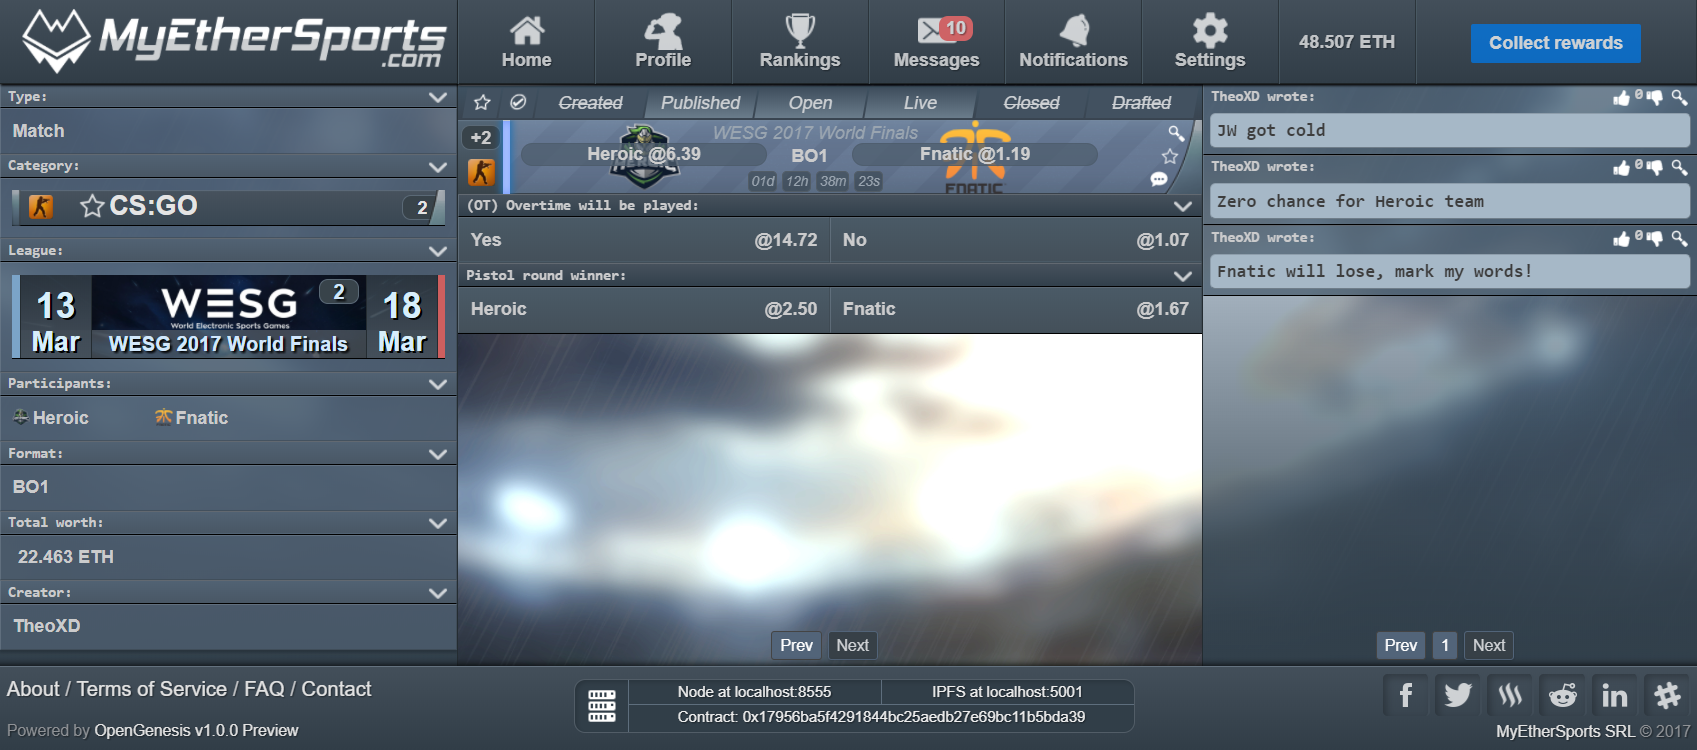 MyEtherSports
.com
Home
Profile
Rankings
10
Messages
Notifications
Settings
48.507 ETH
Collect rewards
Type:
Match
Category:
CS:GO
2
League:
13
Mar
WESG
2
World Electronic Sports Games
WESG 2017 World Finals
18
Mar
Participants:
Heroic
Fnatic
Format:
BO1
Total worth:
22.463 ETH
Creator:
TheoXD
Created
Published
Open
Live
Closed
Drafted
+2
WESG 2017 World Finals
Heroic @6.39
BO1
Fnatic @1.19
01d 12h 38m 23s
HEROIC
FNATIC
(OT) Overtime will be played:
Yes @14.72
No @1.07
Pistol round winner:
Heroic @2.50
Fnatic @1.67
Prev Next
TheoXD wrote: 0
JW got cold
TheoXD wrote: 0
Zero chance for Heroic team
TheoXD wrote: 0
Fnatic will lose, mark my words!
Prev 1 Next
About / Terms of Service / FAQ / Contact
Powered by OpenGenesis v1.0.0 Preview
Node at localhost:8555
IPFS at localhost:5001
Contract: 0x17956ba5f4291844bc25aedb27e69bc11b5bda39
MyEtherSports SRL © 2017